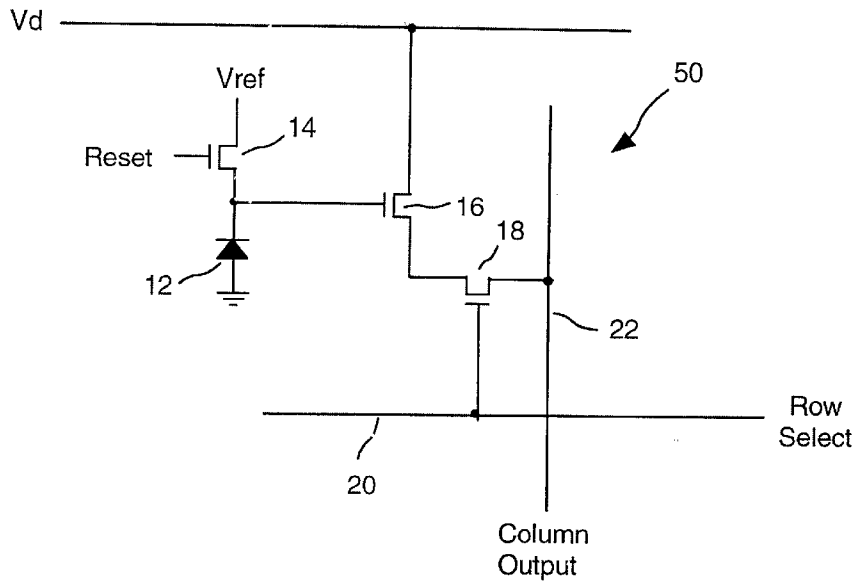 Vd
50
Vref
14
Reset
16
18
12
22
Row
Select
20
Column
Output